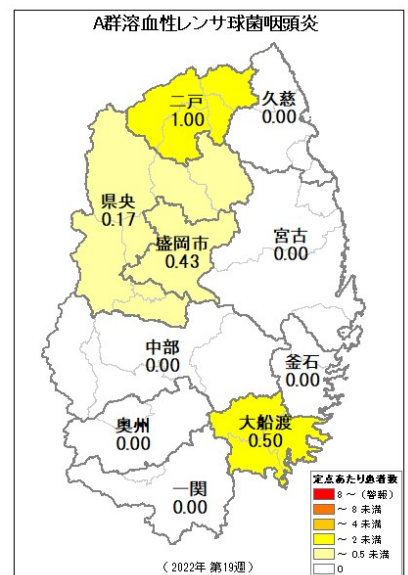 A群溶血性レンサ球菌咽頭炎
二戸
1.00
久慈
0.00
県央
0.17
盛岡市
0.43
宮古
0.00
中部
0.00
釜石
0.00
奥州
0.00
大船渡
0.50
一関
0.00
定点あたり患者数
8～（警報）
～ 8 未満
～ 4 未満
～ 2 未満
～ 0.5 未満
0
（2022年 第19週）